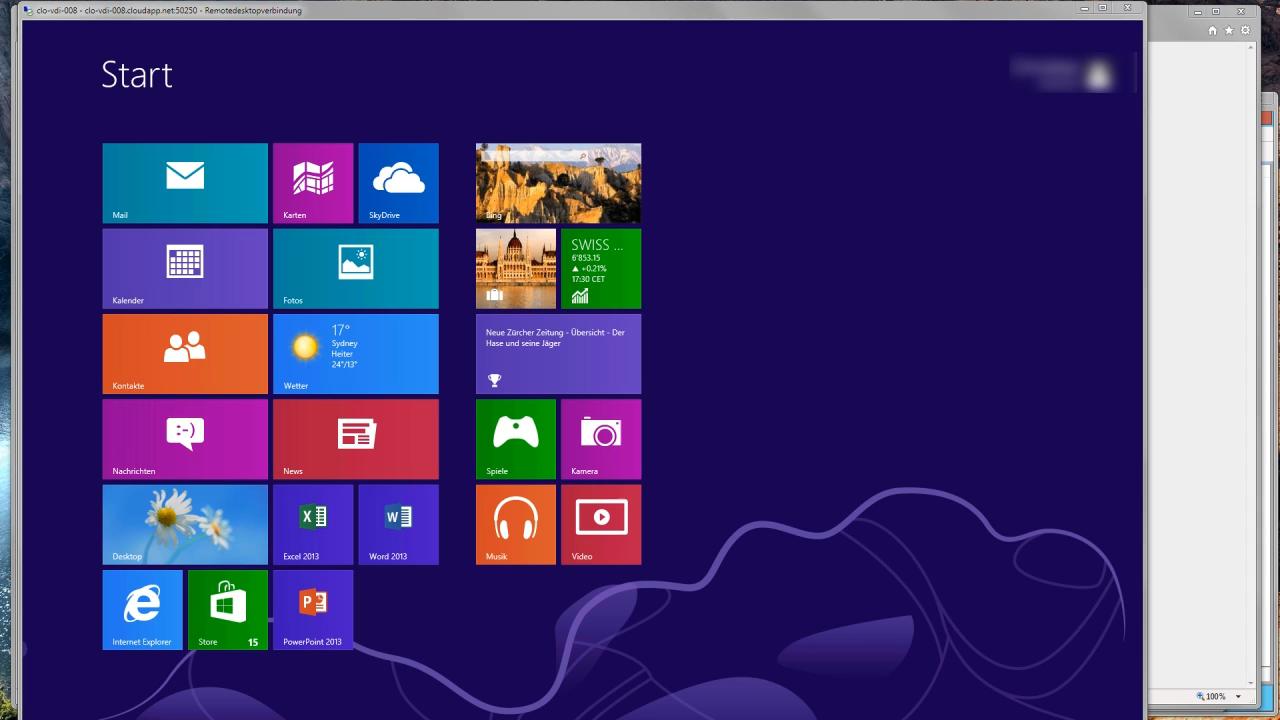 clo-vdi-008 - clo-vdi-008.cloudapp.net:50250 - Remotedesktopverbindung
Start
Mail
Karten
SkyDrive
Bing
Kalender
Fotos
SWISS ...
6'853.15
▲ +0.21%
17:30 CET
Kontakte
17°
Sydney
Heiter
24°/13°
Wetter
Neue Zürcher Zeitung - Übersicht - Der
Hase und seine Jäger
Nachrichten
:-)
News
Spiele
Kamera
Desktop
X
Excel 2013
W
Word 2013
Musik
Video
Internet Explorer
Store
15
P
PowerPoint 2013
100%